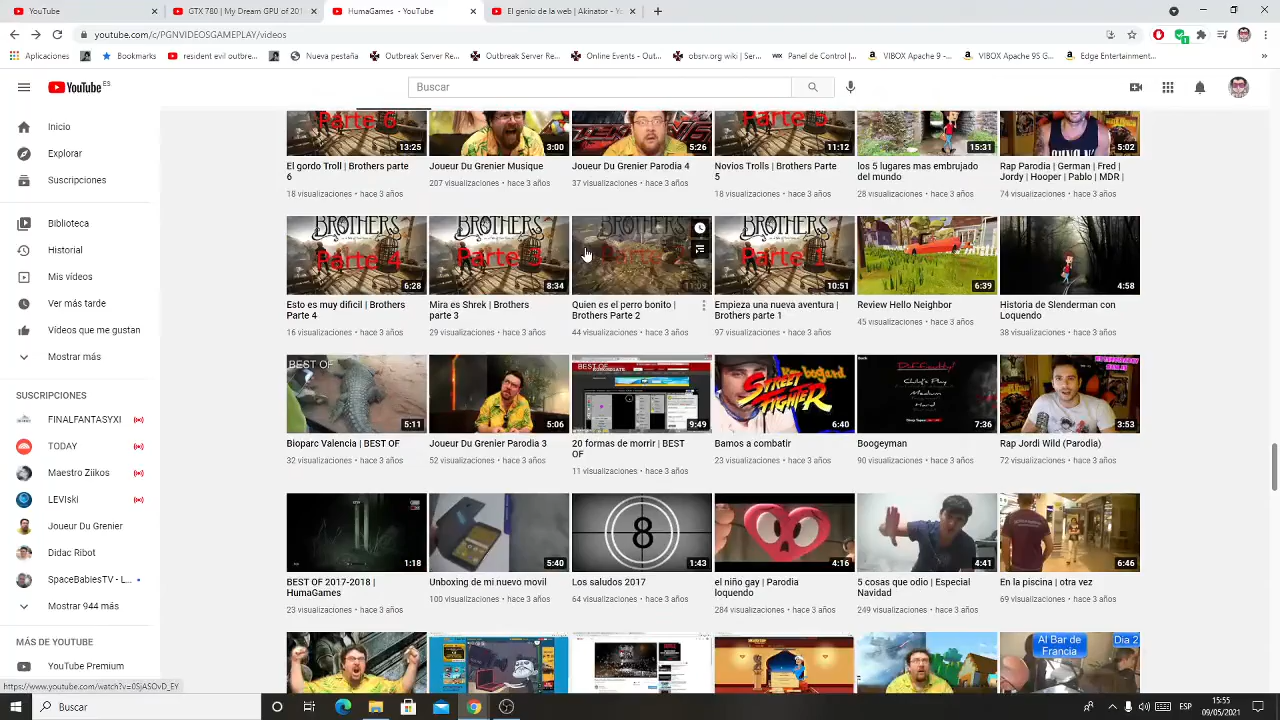 YouTube
GTX 780 | My Dream GPU of 201
HumaGames - YouTube
El genio de la web | Akinator - Yo
youtube.com/c/PGNVIDEOSGAMEPLAY/videos
Aplicaciones
Bookmarks
resident evil outbre...
Nueva pestaña
Outbreak Server Re...
Online Events - Out...
obsrv.org wiki | Ser...
Panel de Control |...
VIBOX Apache 9 -...
VIBOX Apache 9...
Edge Entertainment...
YouTube ES
Buscar
Inicio
Explorar
Suscripciones
Biblioteca
Historial
Mis vídeos
Ver más tarde
Vídeos que me gustan
Mostrar más
SUSCRIPCIONES
TODAY
Maestro Ziikos
LEVIski
Joueur Du Grenier
Didac Ribot
SpaceBabiesTV - L...
Mostrar 944 más
MÁS DE YOUTUBE
YouTube Premium
Parte 6
13:25
3:00
5:26
11:12
15:31
5:02
El gordo Troll | Brothers parte 6
Joueur Du Grenier Musique
Joueur Du Grenier Parodia 4
Novios Trolls | Brothers Parte 5
los 5 lugares mas embrujado del mundo
Rap Parodia | German | Fred | Jordy | Hooper | Pablo | MDR |
18 visualizaciones • hace 3 años
207 visualizaciones • hace 3 años
37 visualizaciones • hace 3 años
18 visualizaciones • hace 3 años
28 visualizaciones • hace 3 años
74 visualizaciones • hace 3 años
BROTHERS
Parte 4
6:28
BROTHERS
Parte 3
8:34
BROTHERS
11:09
BROTHERS
Parte 1
10:51
6:39
4:58
Esto es muy dificil | Brothers Parte 4
Mira es Shrek | Brothers parte 3
Quien es el perro bonito | Brothers Parte 2
Empieza una nueva aventura | Brothers parte 1
Review Hello Neighbor
Historia de Slenderman con Loquendo
16 visualizaciones • hace 3 años
29 visualizaciones • hace 3 años
44 visualizaciones • hace 3 años
97 visualizaciones • hace 3 años
45 visualizaciones • hace 3 años
38 visualizaciones • hace 3 años
BEST OF
5:11
5:06
BEST OF
9:49
6:40
Difficulty!
Child's Play
Medium
Hard
7:36
3:53
Bioparc Valencia | BEST OF
Joueur Du Grenier Parodia 3
20 formas de morrir | BEST OF
Bamos a combatir
Boogeyman
Rap Jordi Wild (Parodia)
32 visualizaciones • hace 3 años
52 visualizaciones • hace 3 años
11 visualizaciones • hace 3 años
23 visualizaciones • hace 3 años
90 visualizaciones • hace 3 años
72 visualizaciones • hace 3 años
1:18
5:40
8
1:43
4:16
4:41
6:46
BEST OF 2017-2018 | HumaGames
Unboxing de mi nuevo movil
Los saludos 2017
el niño gay | Parodia loquendo
5 cosas que odio | Especial Navidad
En la piscina | otra vez
23 visualizaciones • hace 3 años
100 visualizaciones • hace 3 años
64 visualizaciones • hace 3 años
284 visualizaciones • hace 3 años
249 visualizaciones • hace 3 años
69 visualizaciones • hace 3 años
Al Bar de Francia
Dia 2
Buscar
ESP
15:55
09/05/2021